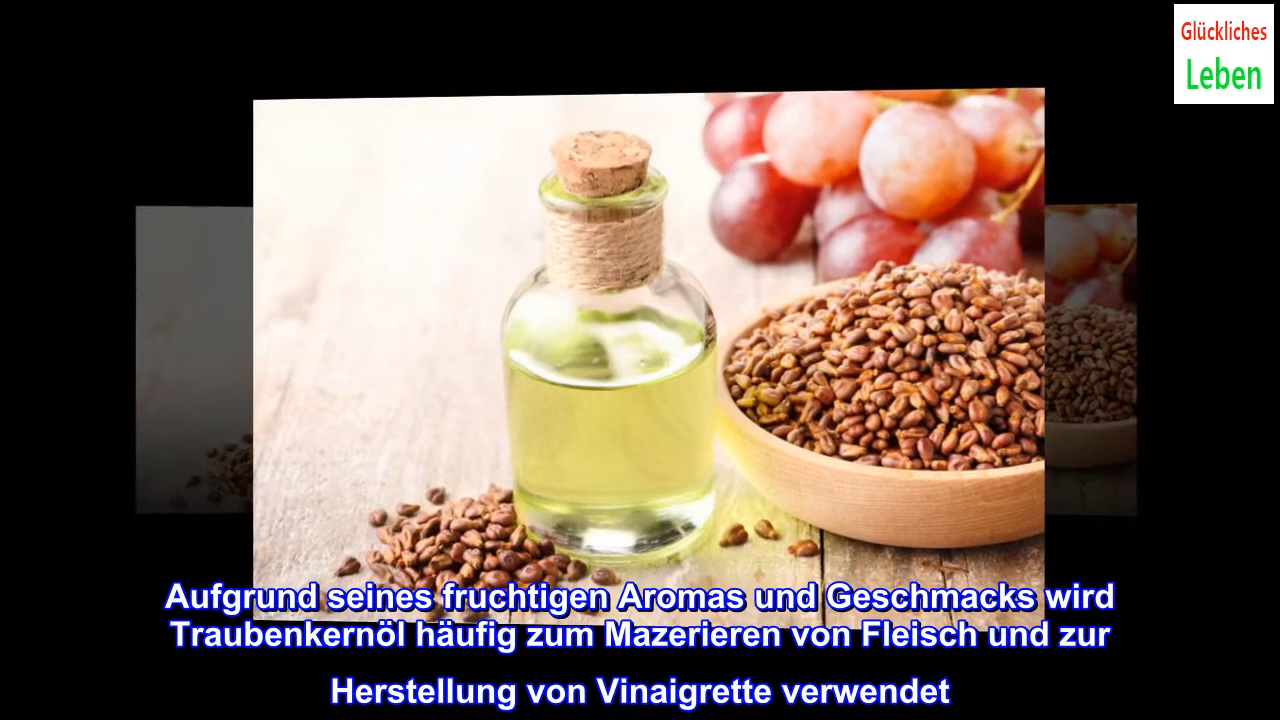 Glückliches
Leben
Aufgrund seines fruchtigen Aromas und Geschmacks wird
Traubenkernöl häufig zum Mazerieren von Fleisch und zur
Herstellung von Vinaigrette verwendet